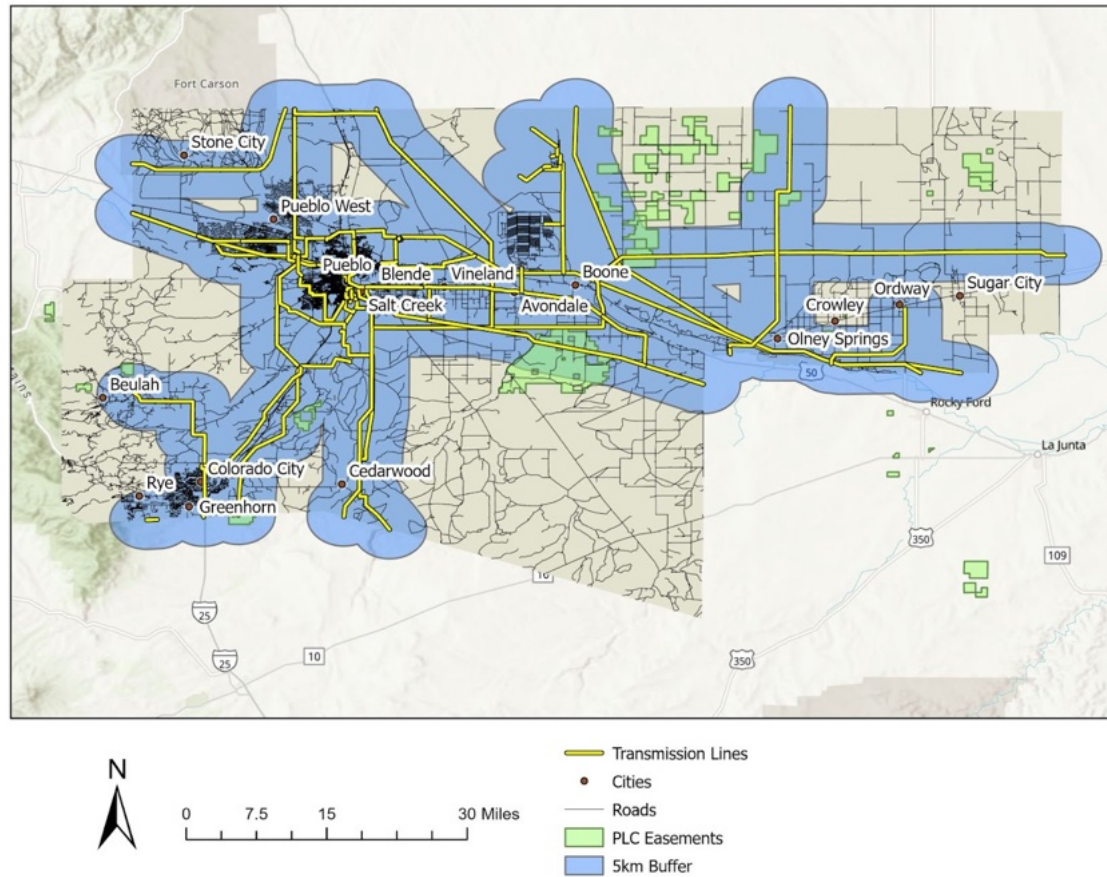 Fort Carson
Stone City
Pueblo West
Pueblo
Blende
Vineland
Boone
Salt Creek
Avondale
Ordway
Sugar City
Crowley
Olney Springs
50
Beulah
Rocky Ford
La Junta
Colorado City
Cedarwood
Rye
Greenhorn
350
109
10
25
10
25
350
N
0 7.5 15 30 Miles
Transmission Lines
Cities
Roads
PLC Easements
5km Buffer